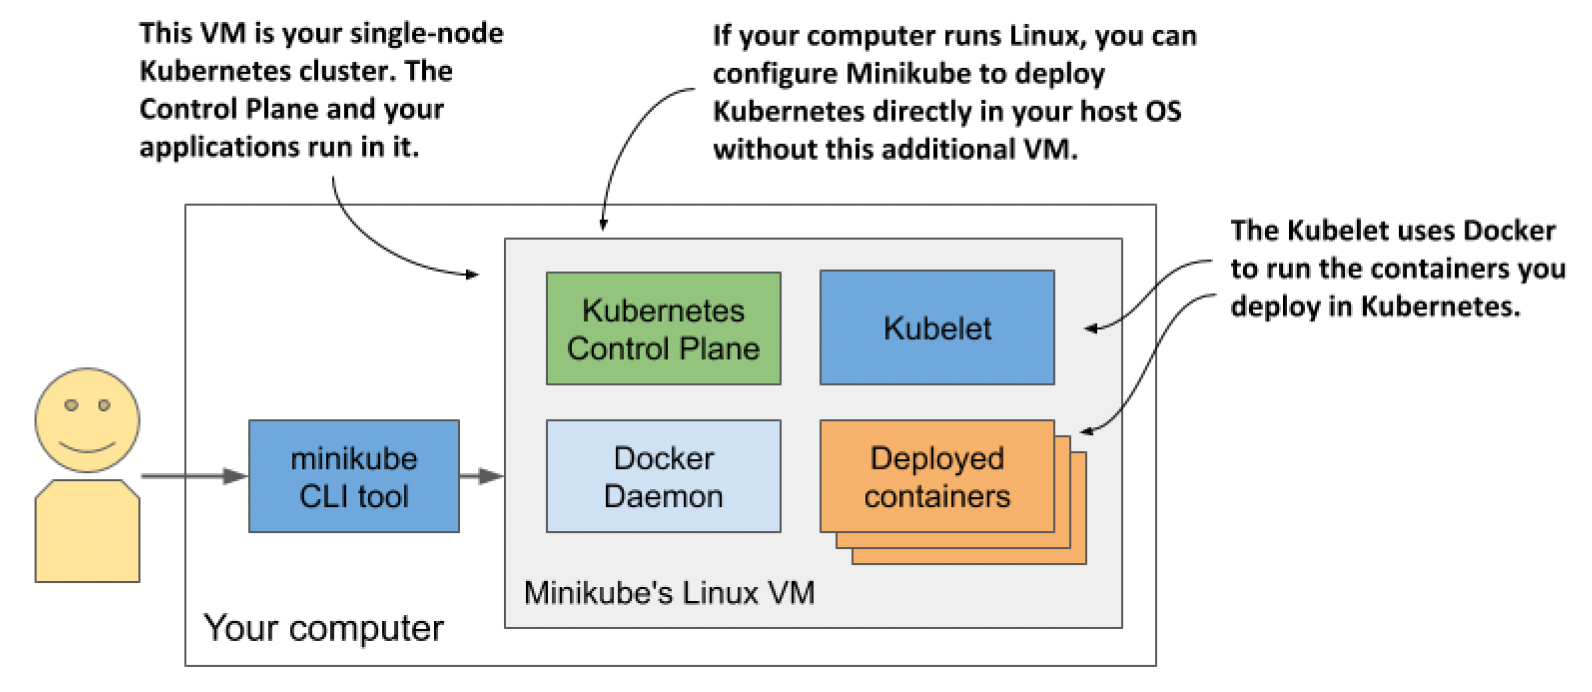 This VM is your single-node
Kubernetes cluster. The
Control Plane and your
applications run in it.
If your computer runs Linux, you can
configure Minikube to deploy
Kubernetes directly in your host OS
without this additional VM.
The Kubelet uses Docker
to run the containers you
deploy in Kubernetes.
Kubernetes
Control Plane
Kubelet
minikube
CLI tool
Docker
Daemon
Deployed
containers
Minikube's Linux VM
Your computer